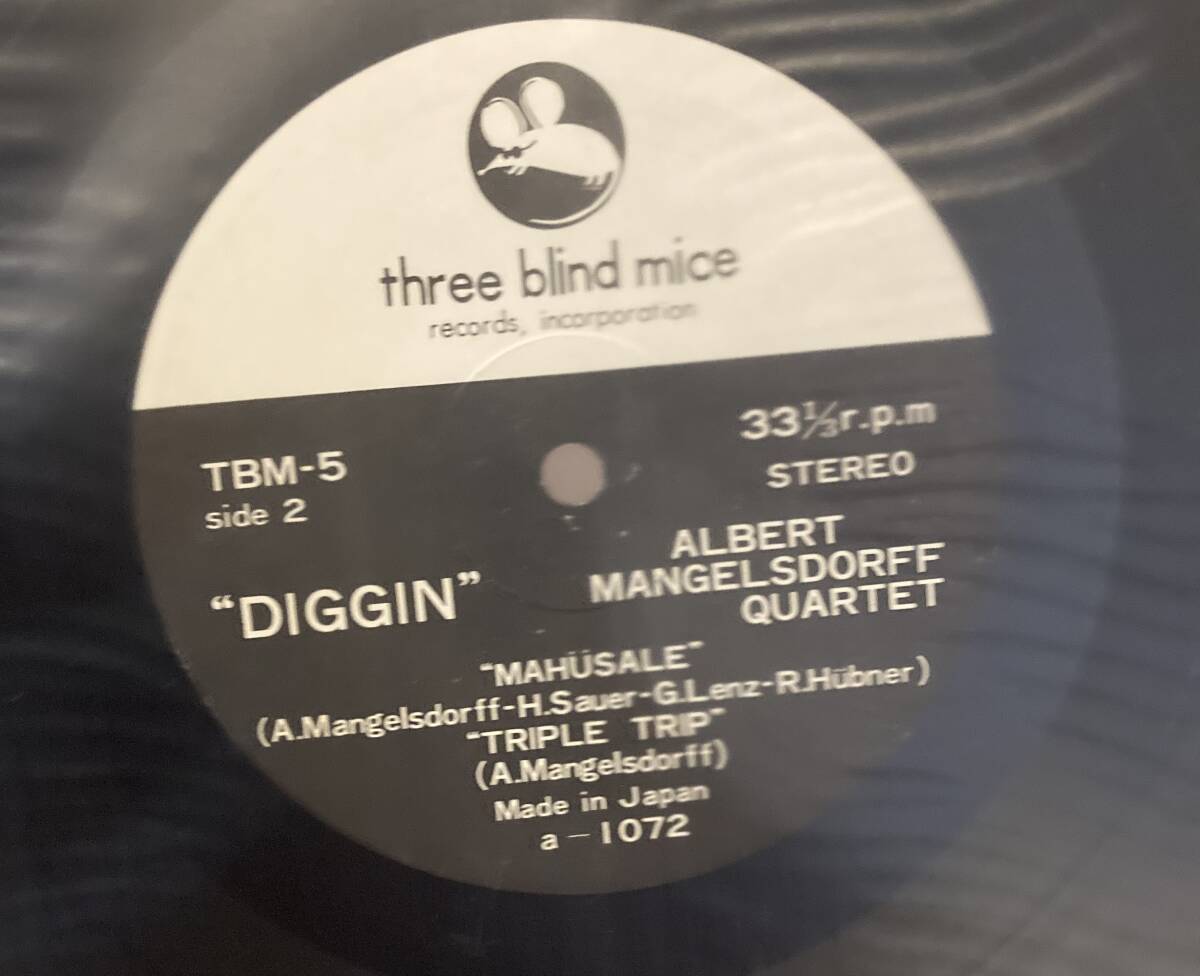 three blind mice
records, incorporation
33⅓r.p.m
STEREO
TBM-5
side 2
ALBERT
MANGELSDORFF
QUARTET
“DIGGIN”
“MAHÜSALE”
(A.Mangelsdorff-H.Sauer-G.Lenz-R.Hübner)
“TRIPLE TRIP”
(A.Mangelsdorff)
Made in Japan
a－1072